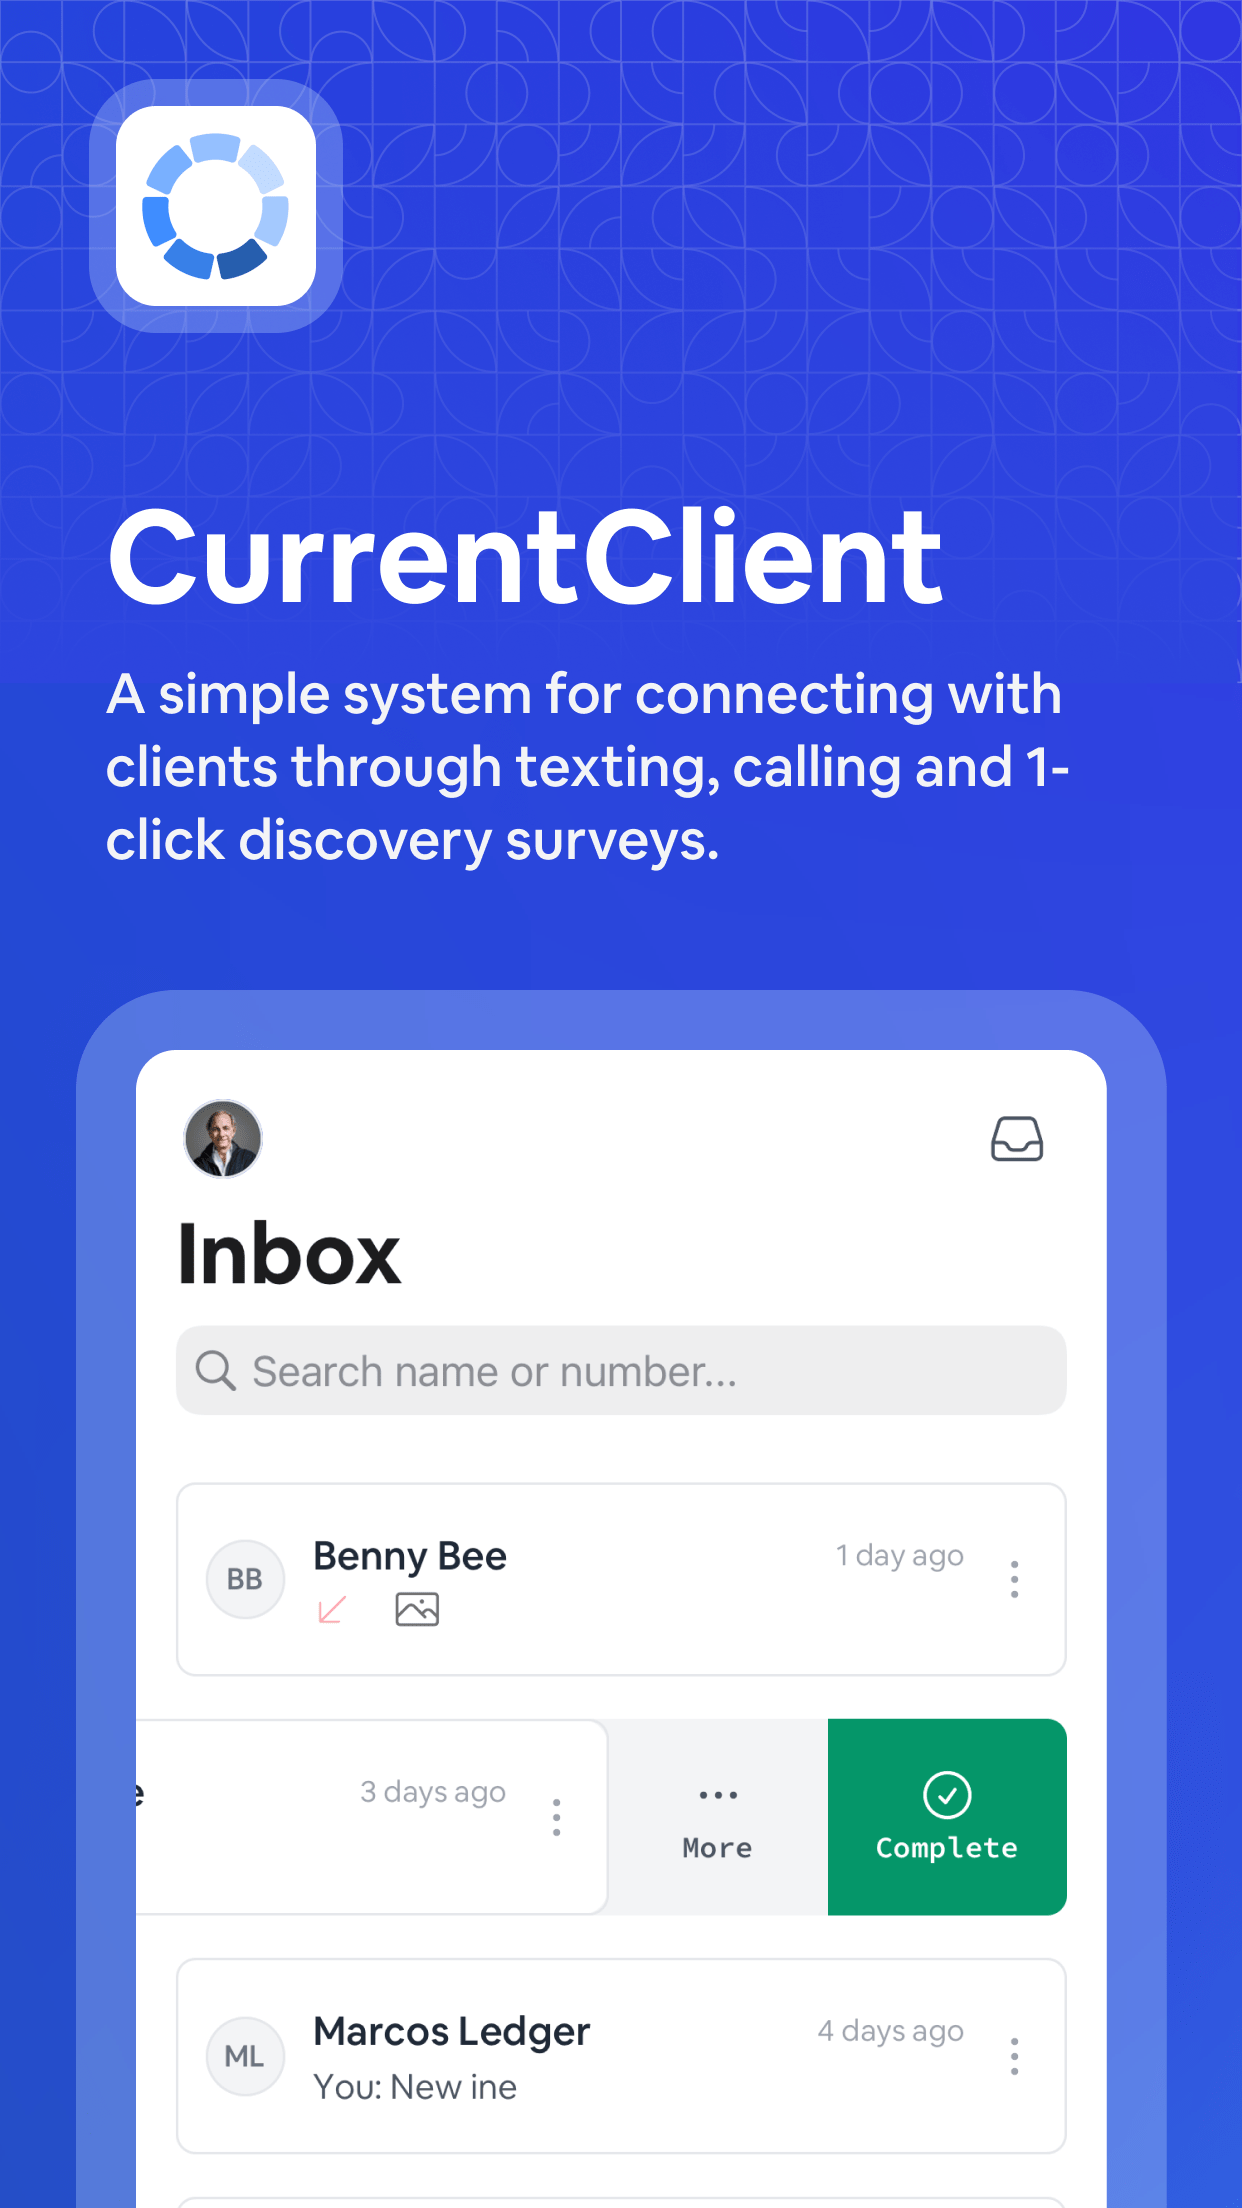 CurrentClient
A simple system for connecting with
clients through texting, calling and 1-
click discovery surveys.
Inbox
Search name or number...
BB
Benny Bee
1 day ago
e
3 days ago
More
Complete
ML
Marcos Ledger
4 days ago
You: New ine